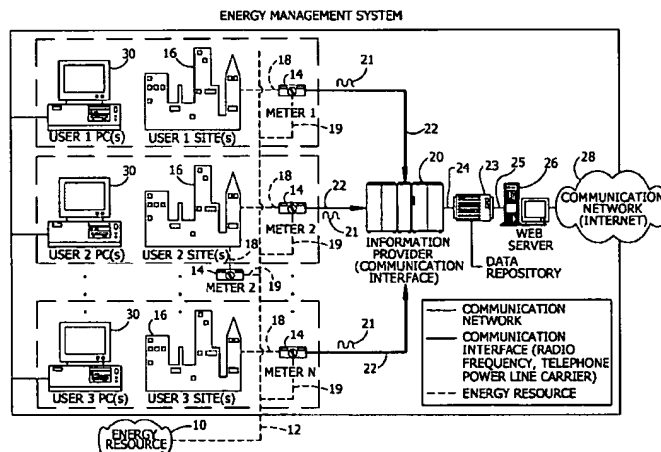 ENERGY MANAGEMENT SYSTEM
30
16
18
14
21
USER 1 PC(s)
USER 1 SITE(s)
METER 1
19
22
30
16
18
14
22
20
24
23
25
26
28
USER 2 PC(s)
USER 2 SITE(s)
METER 2
19
21
INFORMATION
PROVIDER
(COMMUNICATION
INTERFACE)
WEB
SERVER
DATA
REPOSITORY
COMMUNICATION
NETWORK
(INTERNET)
18
14
METER 2
19
30
16
18
14
21
USER 3 PC(s)
USER 3 SITE(s)
METER N
19
22
COMMUNICATION
NETWORK
COMMUNICATION
INTERFACE (RADIO
FREQUENCY, TELEPHONE
POWER LINE CARRIER)
ENERGY RESOURCE
ENERGY
RESOURCE
10
12